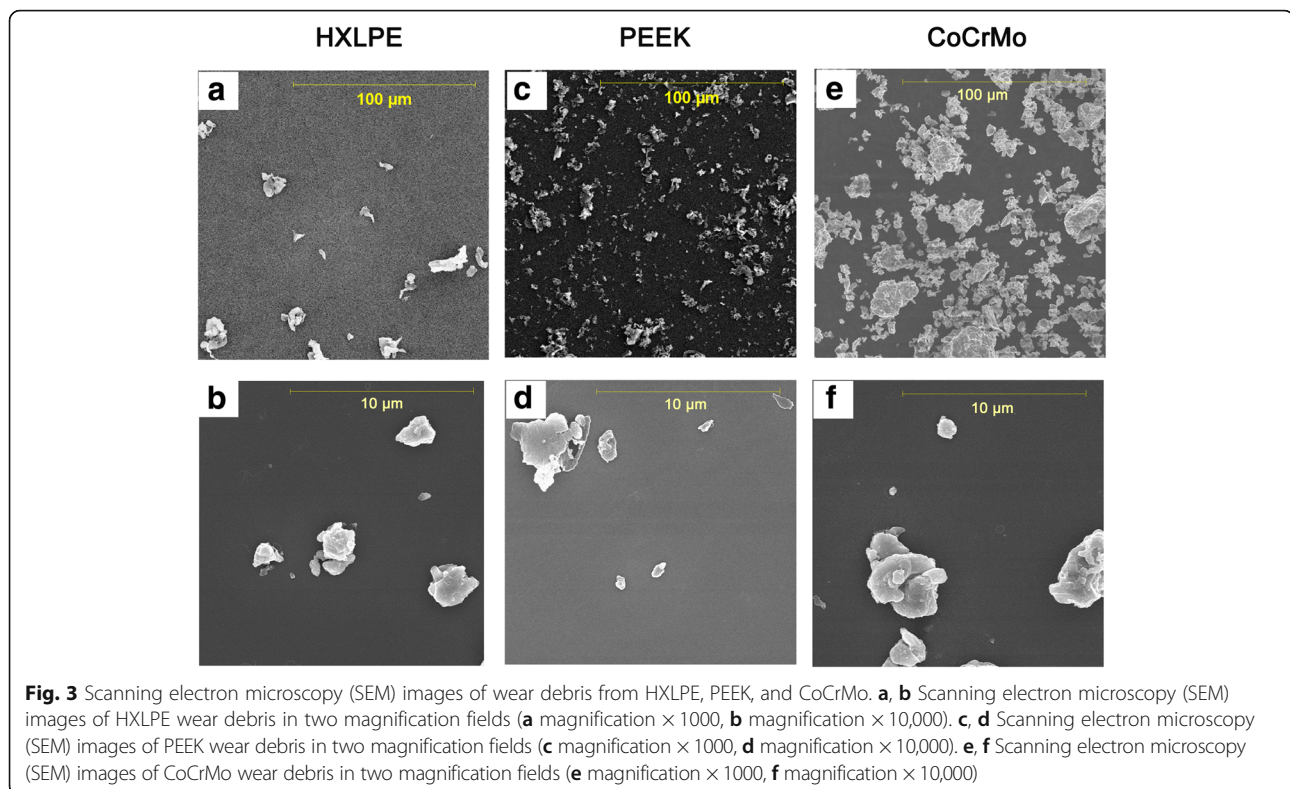 HXLPE PEEK CoCrMo
a c e
100 µm 100 µm 100 µm
b d f
10 µm 10 µm 10 µm
Fig. 3 Scanning electron microscopy (SEM) images of wear debris from HXLPE, PEEK, and CoCrMo. a, b Scanning electron microscopy (SEM)
images of HXLPE wear debris in two magnification fields (a magnification × 1000, b magnification × 10,000). c, d Scanning electron microscopy
(SEM) images of PEEK wear debris in two magnification fields (c magnification × 1000, d magnification × 10,000). e, f Scanning electron microscopy
(SEM) images of CoCrMo wear debris in two magnification fields (e magnification × 1000, f magnification × 10,000)